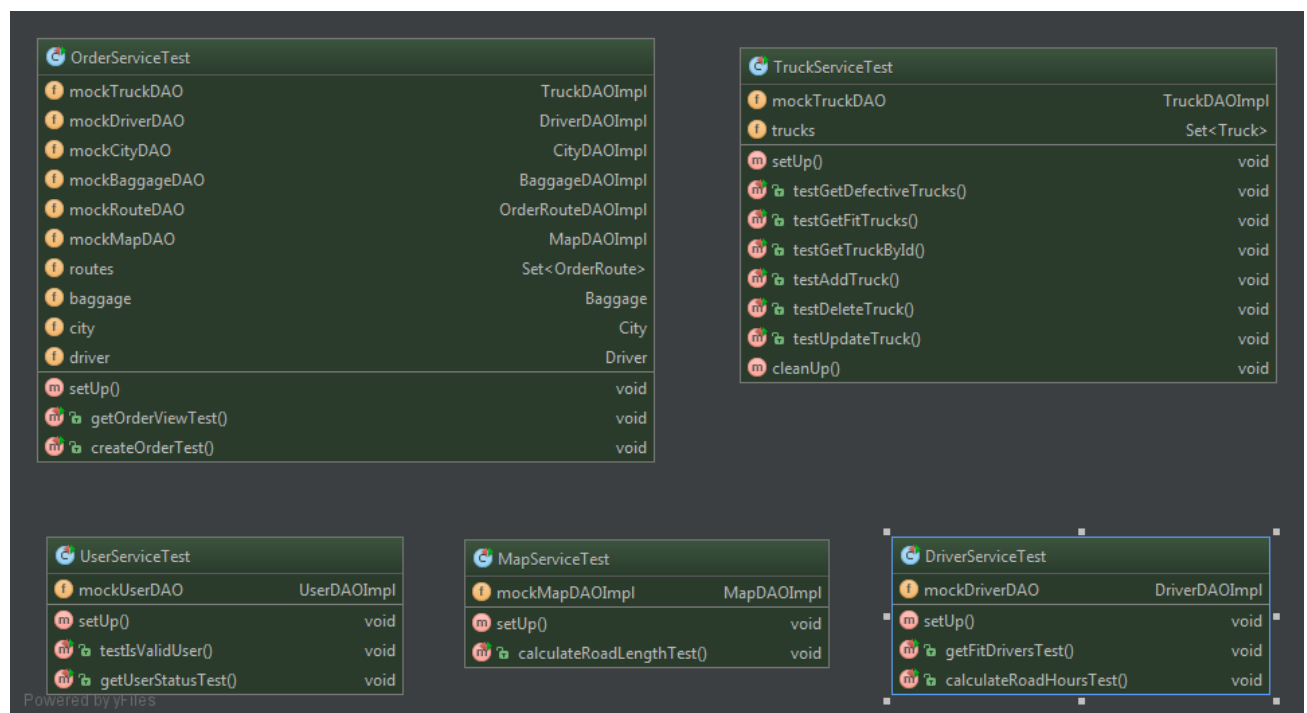 OrderServiceTest
mockTruckDAO TruckDAOImpl
mockDriverDAO DriverDAOImpl
mockCityDAO CityDAOImpl
mockBaggageDAO BaggageDAOImpl
mockRouteDAO OrderRouteDAOImpl
mockMapDAO MapDAOImpl
routes Set<OrderRoute>
baggage Baggage
city City
driver Driver
setUp() void
getOrderViewTest() void
createOrderTest() void
TruckServiceTest
mockTruckDAO TruckDAOImpl
trucks Set<Truck>
setUp() void
testGetDefectiveTrucks() void
testGetFitTrucks() void
testGetTruckById() void
testAddTruck() void
testDeleteTruck() void
testUpdateTruck() void
cleanUp() void
UserServiceTest
mockUserDAO UserDAOImpl
setUp() void
testIsValidUser() void
getUserStatusTest() void
MapServiceTest
mockMapDAOImpl MapDAOImpl
setUp() void
calculateRoadLengthTest() void
DriverServiceTest
mockDriverDAO DriverDAOImpl
setUp() void
getFitDriversTest() void
calculateRoadHoursTest() void
Powered by yFiles